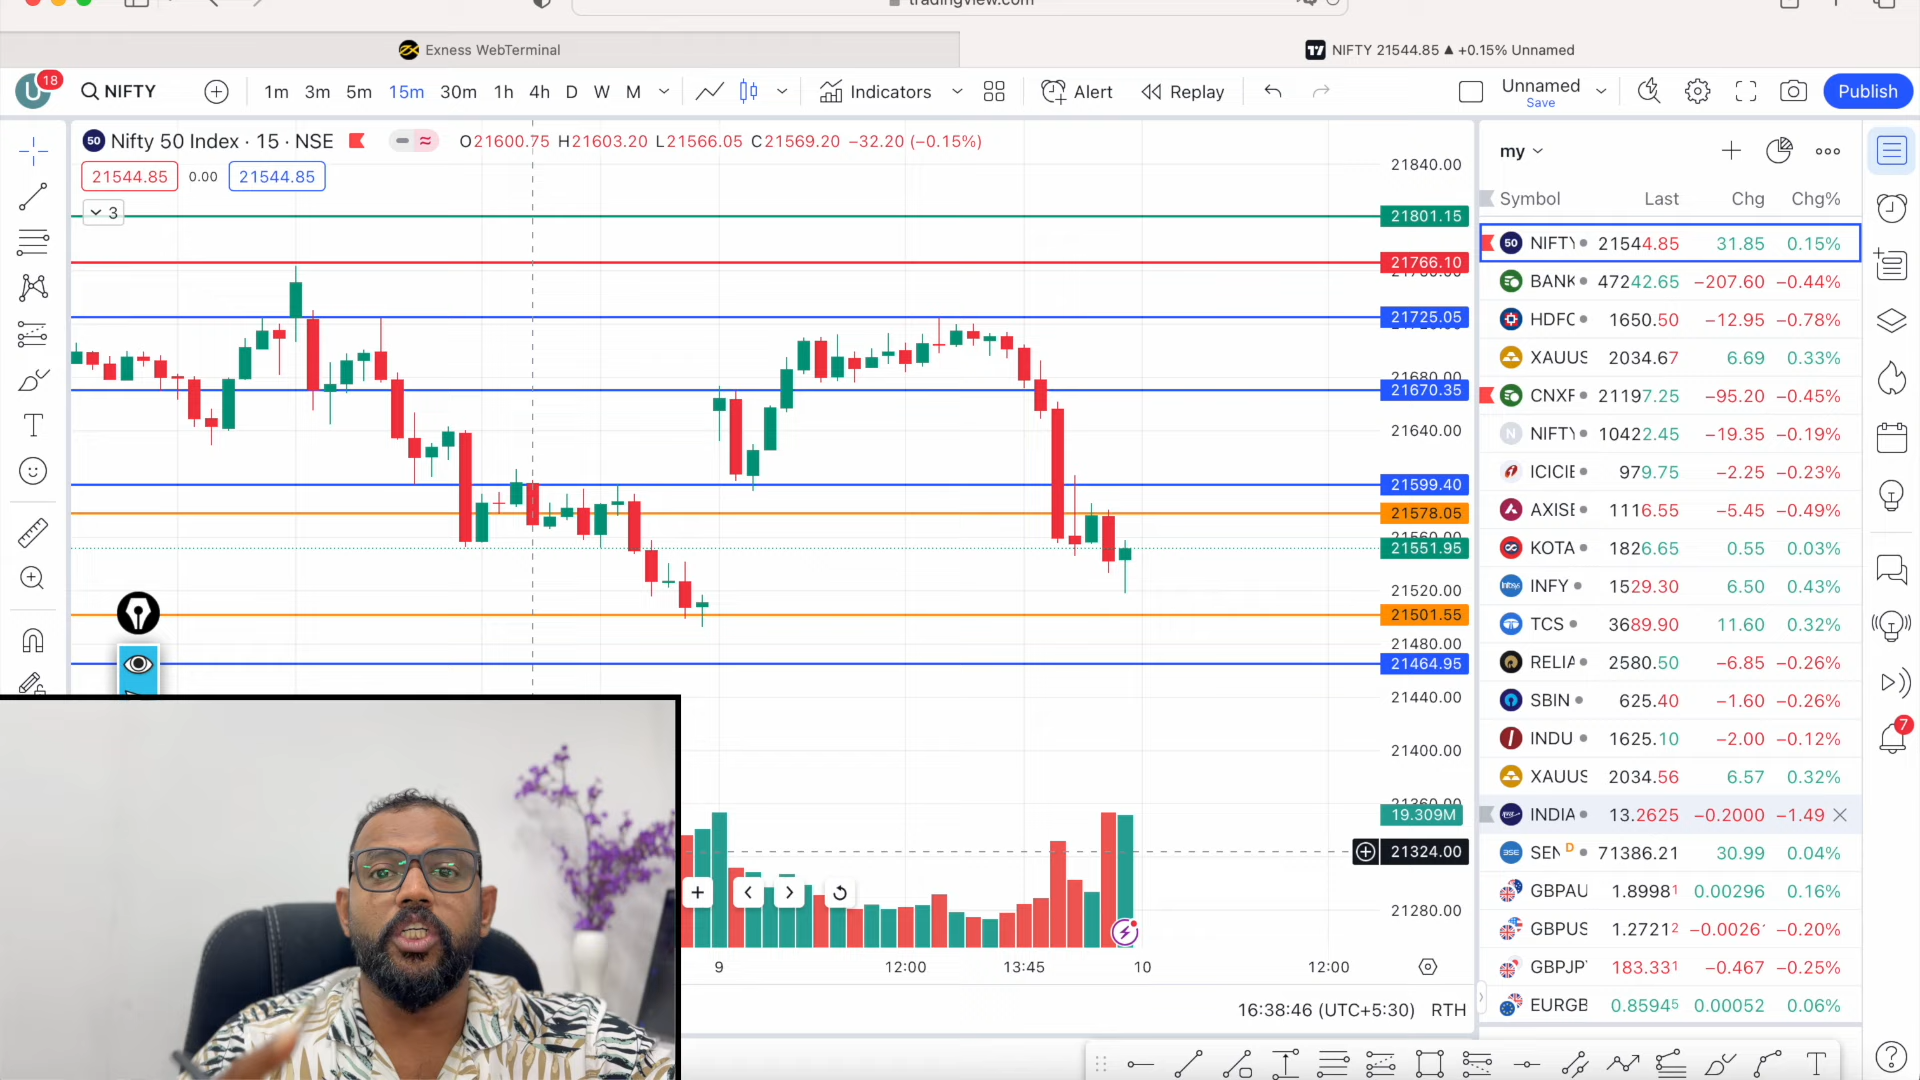 tradingview.com
Exness WebTerminal
NIFTY 21544.85 ▲ +0.15% Unnamed
U 18 NIFTY 1m 3m 5m 15m 30m 1h 4h D W M Indicators Alert Replay Unnamed Save Publish
50 Nifty 50 Index · 15 · NSE O21600.75 H21603.20 L21566.05 C21569.20 −32.20 (−0.15%)
21544.85 0.00 21544.85
3
21840.00
21801.15
21766.10
21725.05
21680.00
21670.35
21640.00
21599.40
21578.05
21560.00
21551.95
21520.00
21501.55
21480.00
21464.95
21440.00
21400.00
21360.00
19.309M
21324.00
21280.00
9 12:00 13:45 10 12:00
16:38:46 (UTC+5:30) RTH
my
Symbol Last Chg Chg%
50 NIFTY 21544.85 31.85 0.15%
BANK 47242.65 −207.60 −0.44%
HDFC 1650.50 −12.95 −0.78%
XAUUS 2034.67 6.69 0.33%
CNXF 21197.25 −95.20 −0.45%
N NIFTY 10422.45 −19.35 −0.19%
ICICIE 979.75 −2.25 −0.23%
AXISE 1116.55 −5.45 −0.49%
KOTA 1826.65 0.55 0.03%
INFY 1529.30 6.50 0.43%
TCS 3689.90 11.60 0.32%
RELIA 2580.50 −6.85 −0.26%
SBIN 625.40 −1.60 −0.26%
INDU 1625.10 −2.00 −0.12%
XAUUS 2034.56 6.57 0.32%
INDIA 13.2625 −0.2000 −1.49
BSE SEN D 71386.21 30.99 0.04%
GBPAU 1.89981 0.00296 0.16%
GBPUS 1.27212 −0.0026 −0.20%
GBPJP 183.331 −0.467 −0.25%
EURGB 0.85945 0.00052 0.06%
7
T